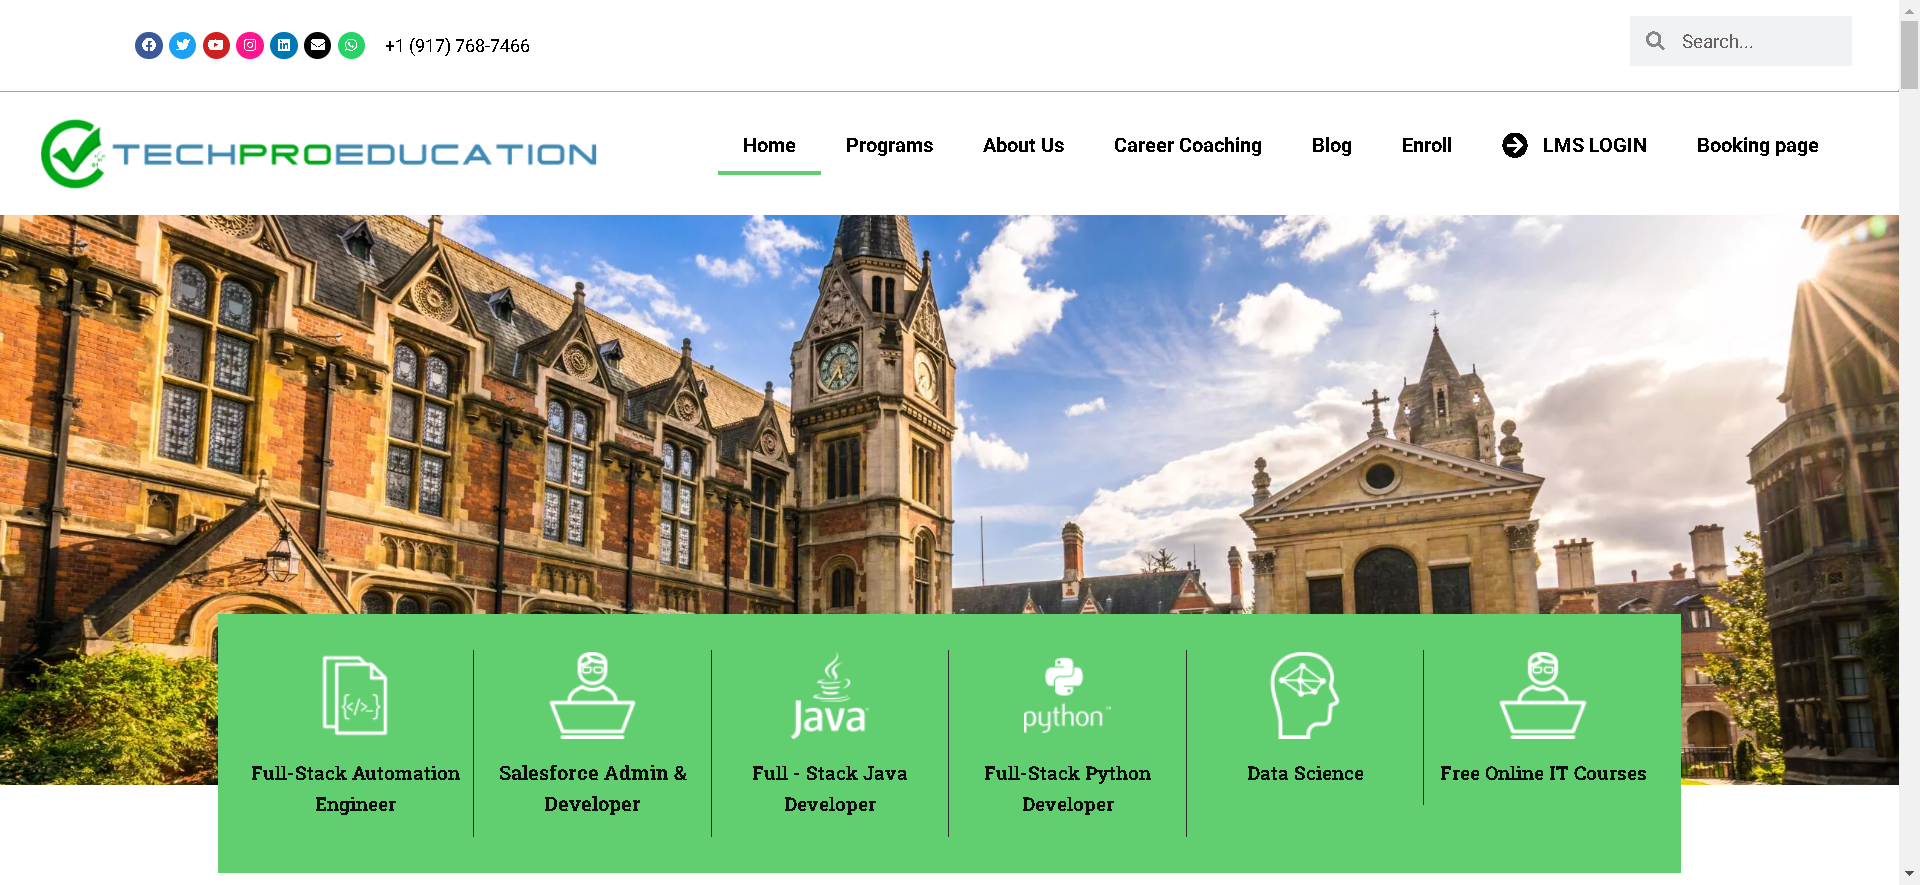 +1 (917) 768-7466
Search...
TECHPROEDUCATION
Home
Programs
About Us
Career Coaching
Blog
Enroll
LMS LOGIN
Booking page
Full-Stack Automation
Engineer
Salesforce Admin &
Developer
Java
Full - Stack Java
Developer
python™
Full-Stack Python
Developer
Data Science
Free Online IT Courses